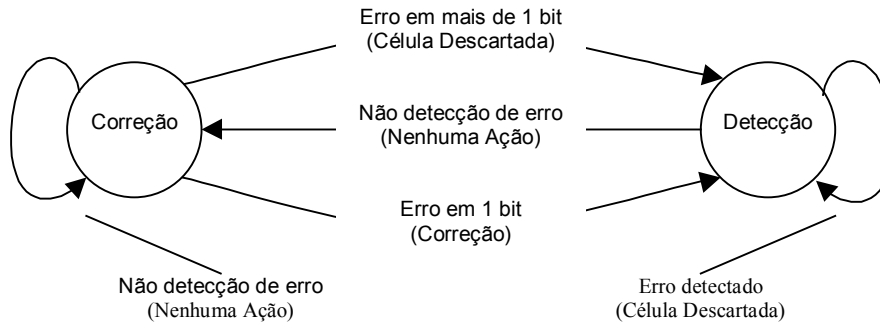 Erro em mais de 1 bit
(Célula Descartada)
Correção
Não detecção de erro
(Nenhuma Ação)
Detecção
Erro em 1 bit
(Correção)
Não detecção de erro
(Nenhuma Ação)
Erro detectado
(Célula Descartada)